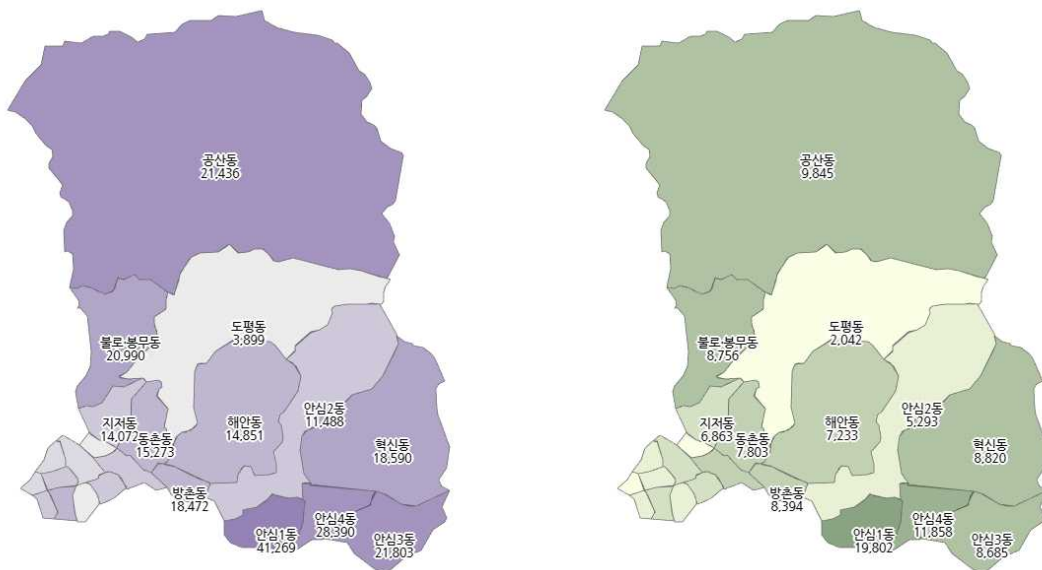 공산동
21,436
도평동
3,899
불로·봉무동
20,990
안심2동
11,488
지저동
14,072
해안동
14,851
동촌동
15,273
혁신동
18,590
방촌동
18,472
안심1동
41,269
안심4동
28,390
안심3동
21,803
공산동
9,845
도평동
2,042
불로·봉무동
8,756
안심2동
5,293
지저동
6,863
해안동
7,233
동촌동
7,803
혁신동
8,820
방촌동
8,394
안심1동
19,802
안심4동
11,858
안심3동
8,685